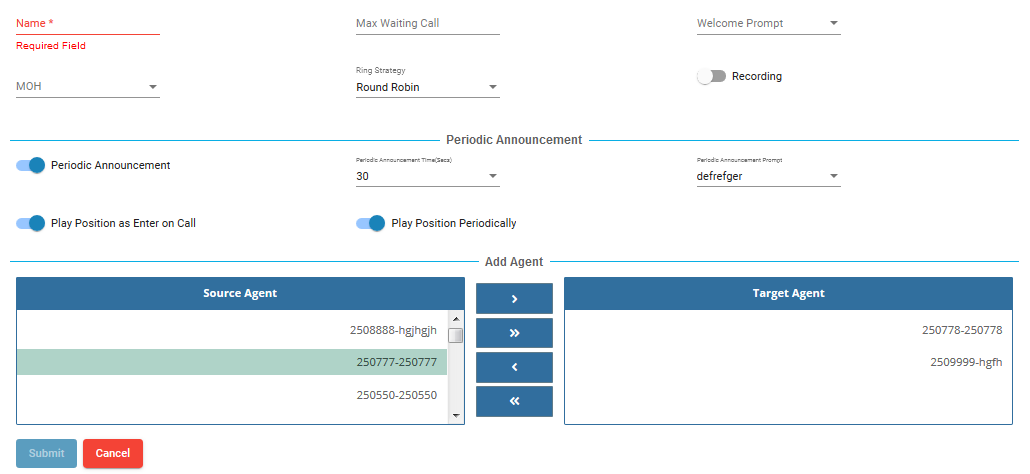 Name *
Max Waiting Call
Welcome Prompt
Required Field
MOH
Ring Strategy
Round Robin
Recording
Periodic Announcement
Periodic Announcement
Periodic Announcement Time(Secs)
30
Periodic Announcement Prompt
defrefger
Play Position as Enter on Call
Play Position Periodically
Add Agent
Source Agent
Target Agent
2508888-hgjhgjh
250777-250777
250550-250550
250778-250778
2509999-hgfh
Submit
Cancel